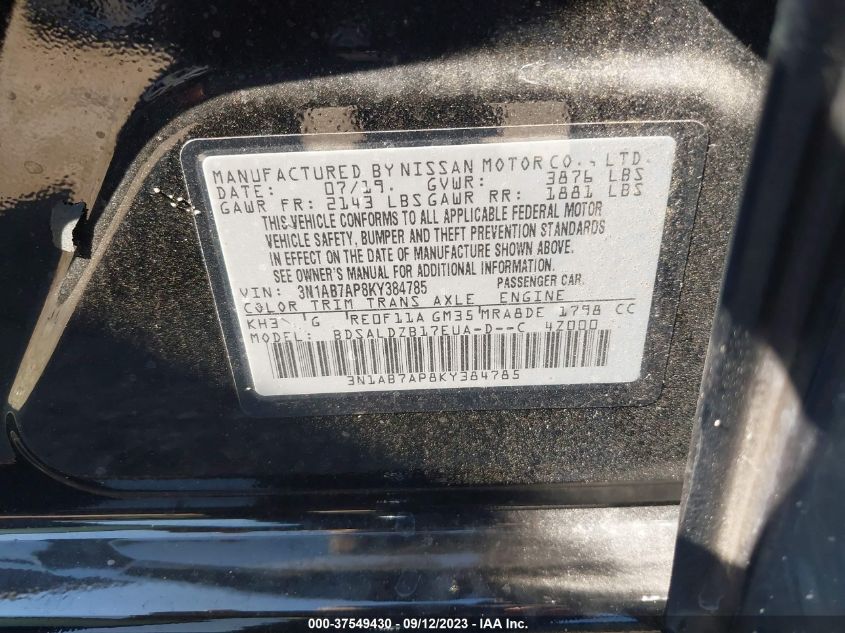 MANUFACTURED BY NISSAN MOTOR CO., LTD.
DATE: 07/19. GVWR: 3876 LBS
GAWR FR: 2143 LBS GAWR RR: 1881 LBS
THIS VEHICLE CONFORMS TO ALL APPLICABLE FEDERAL MOTOR
VEHICLE SAFETY, BUMPER AND THEFT PREVENTION STANDARDS
IN EFFECT ON THE DATE OF MANUFACTURE SHOWN ABOVE.
SEE OWNER'S MANUAL FOR ADDITIONAL INFORMATION.
VIN: 3N1AB7AP8KY384785 PASSENGER CAR.
COLOR TRIM TRANS AXLE ENGINE
KH3 G RE0F11A GM35 MRA8DE 1798 CC
MODEL: BDSALDZB17EUA-D--C 4Z000
3N1AB7AP8KY384785
000-37549430 - 09/12/2023 - IAA Inc.